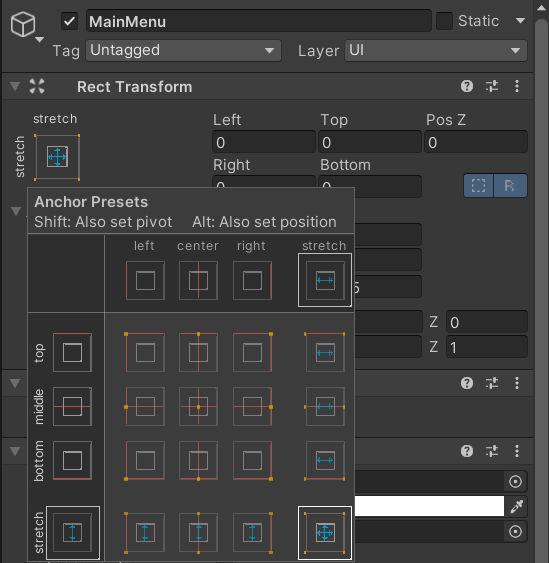 MainMenu
Static
Tag Untagged Layer UI
Rect Transform
stretch
stretch
Left Top Pos Z
0 0 0
Right Bottom
R
Anchor Presets
Shift: Also set pivot Alt: Also set position
left center right stretch
5
top
Z 0
Z 1
middle
bottom
stretch